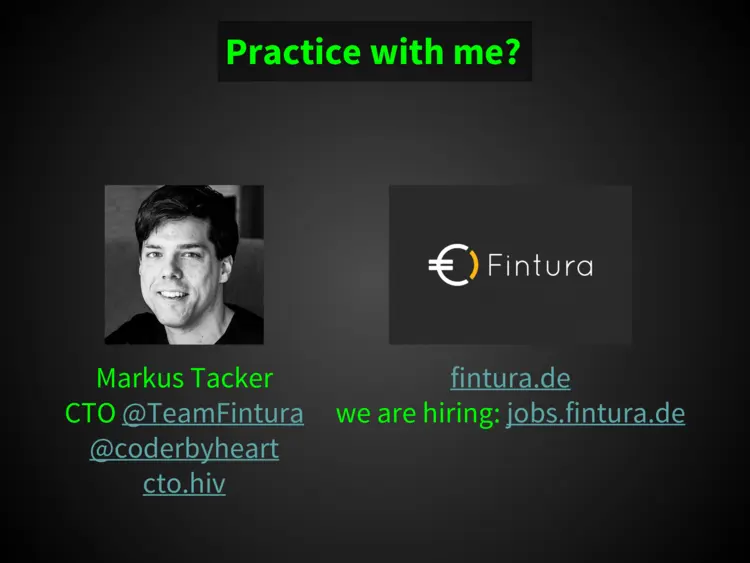 Practice with me?
Fintura
Markus Tacker
CTO @TeamFintura
@coderbyheart
cto.hiv
fintura.de
we are hiring: jobs.fintura.de